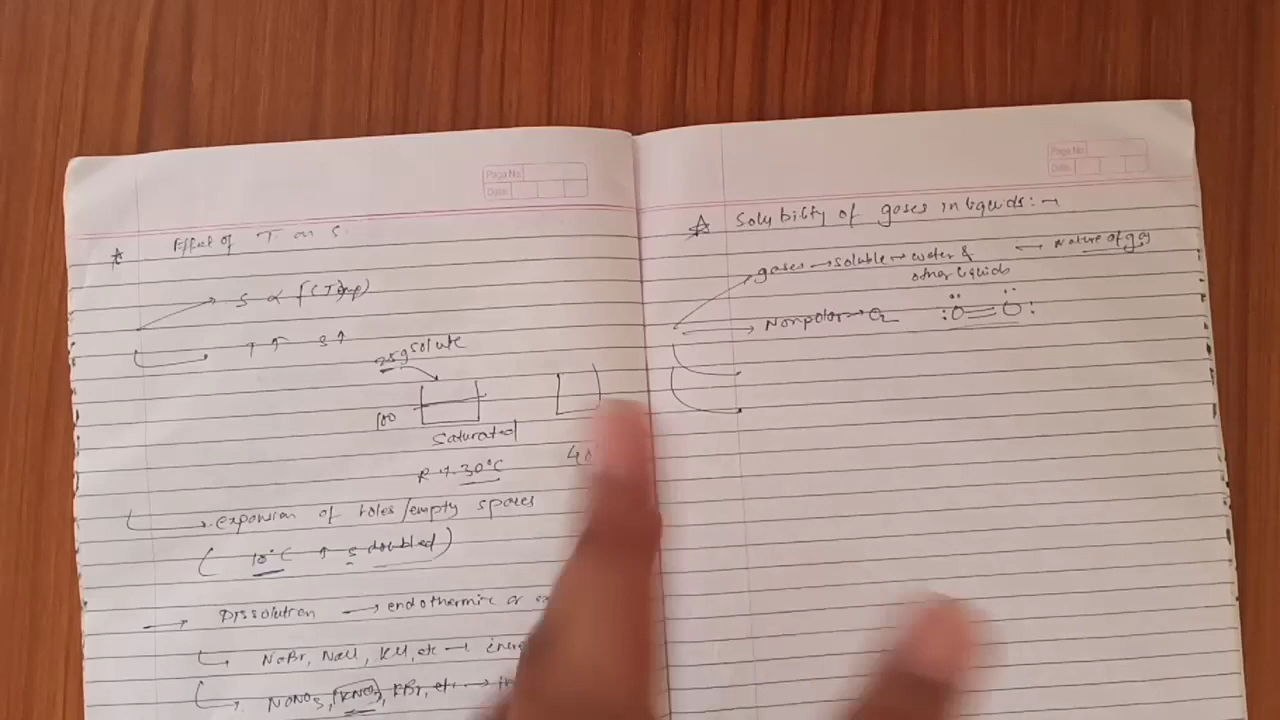 Page No
Date:
Effect of T on S.
S ∝ f(Temp)
T ↑ S ↑
25g solute
100
Saturated
R.T. 30°C
40
expansion of holes/empty spaces
( 10°C ↑ S doubled)
Dissolution → endothermic or
NaBr, NaCl, KCl, etc →
NaNO3, (KNO3), KBr, etc. →
Page No
Date:
Solubility of gases in liquids:-
gases → soluble → water &
other liquids
Nature of gas
Nonpolar → O2 :O=O: